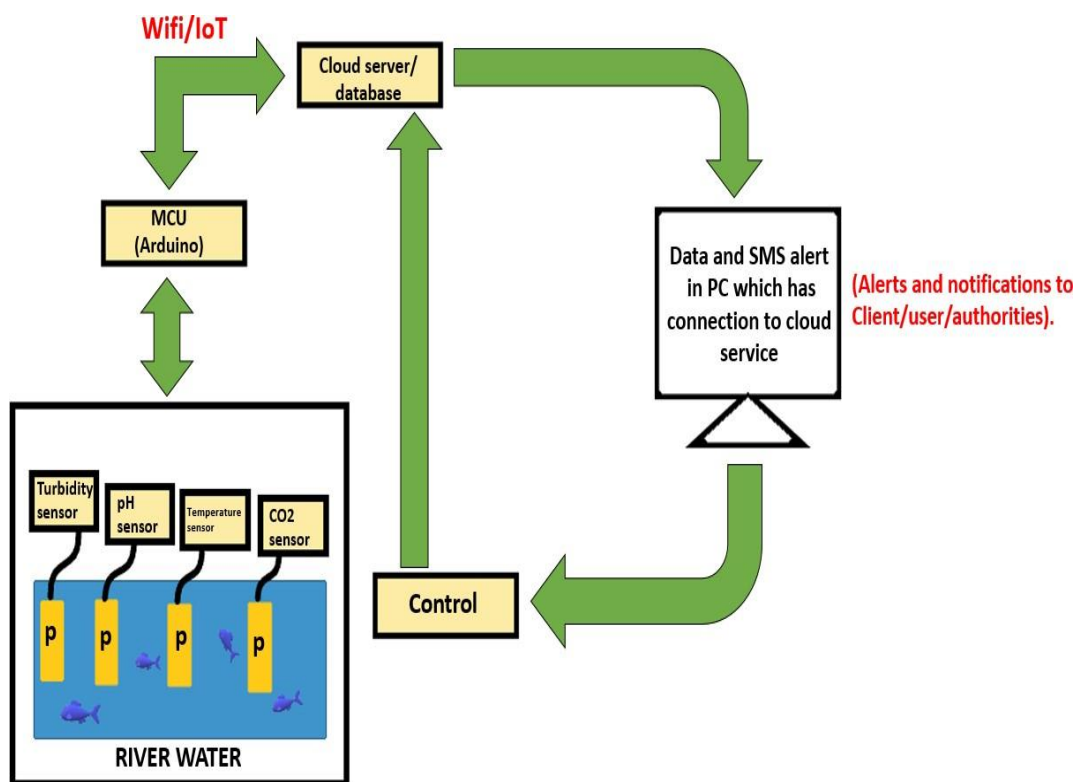 Wifi/IoT
Cloud server/
database
MCU
(Arduino)
Data and SMS alert
in PC which has
connection to cloud
service
(Alerts and notifications to
Client/user/authorities).
Turbidity
sensor
pH
sensor
Temperature
sensor
CO2
sensor
Control
p
p
p
p
RIVER WATER